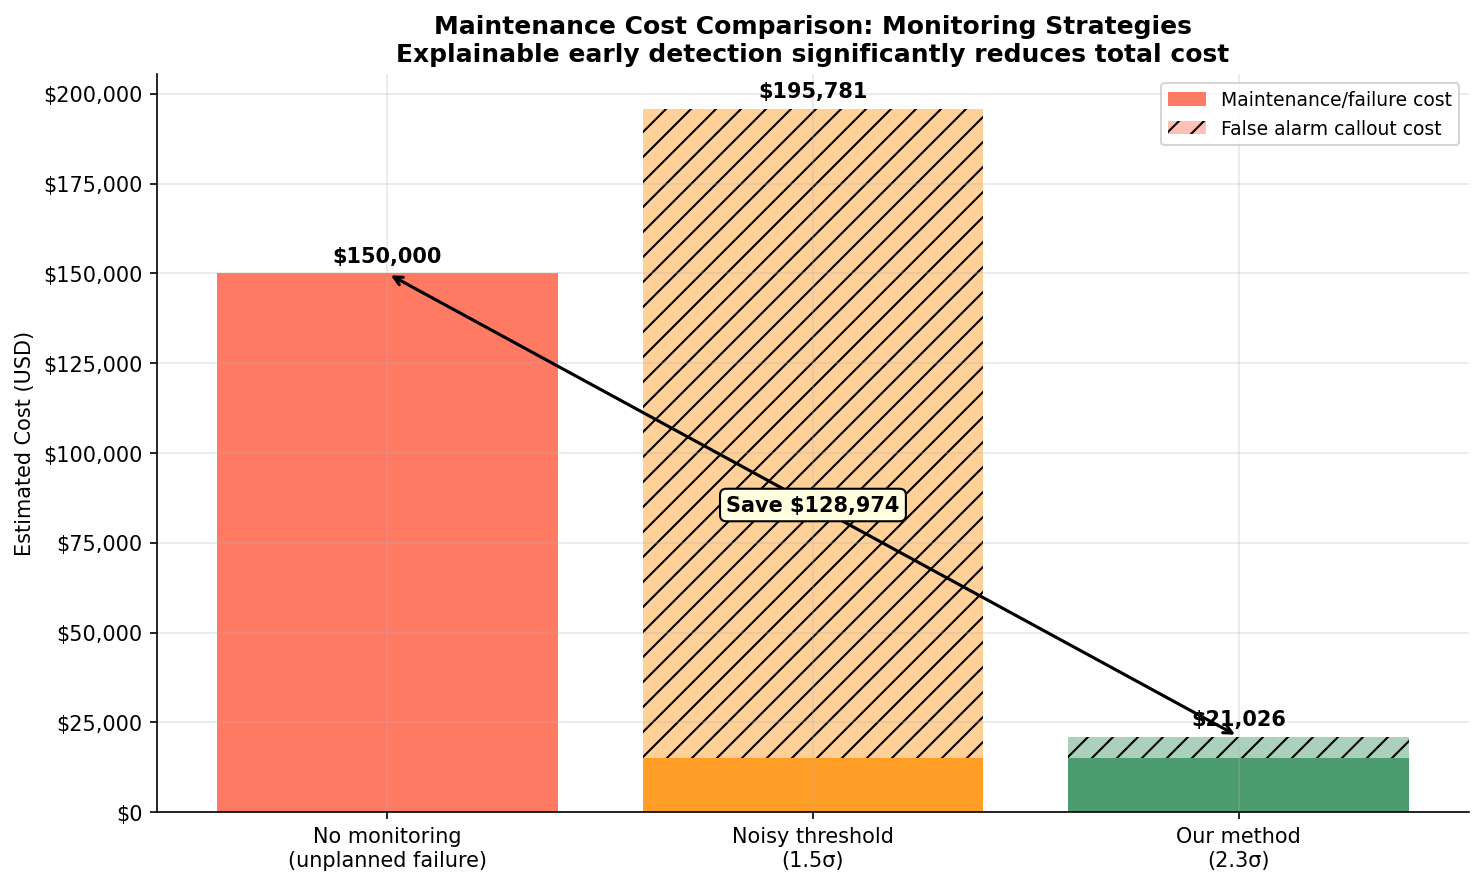 Maintenance Cost Comparison: Monitoring Strategies
Explainable early detection significantly reduces total cost
Estimated Cost (USD)
$200,000
$175,000
$150,000
$125,000
$100,000
$75,000
$50,000
$25,000
$0
$150,000
$195,781
$21,026
Save $128,974
Maintenance/failure cost
False alarm callout cost
No monitoring
(unplanned failure)
Noisy threshold
(1.5σ)
Our method
(2.3σ)